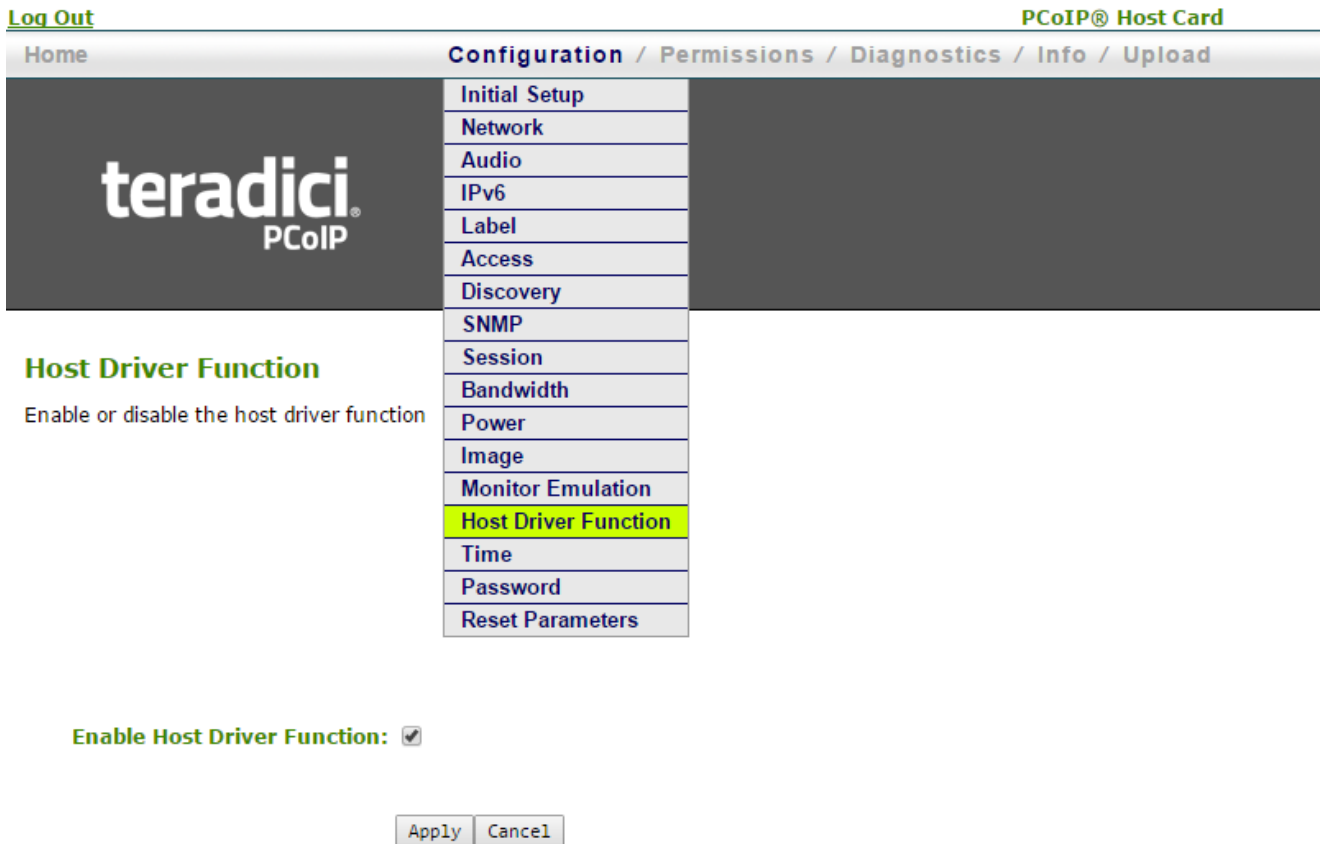 Log Out
PCoIP® Host Card
Home
Configuration / Permissions / Diagnostics / Info / Upload
Initial Setup
Network
Audio
IPv6
Label
Access
Discovery
SNMP
Session
Bandwidth
Power
Image
Monitor Emulation
Host Driver Function
Time
Password
Reset Parameters
teradici®
PCoIP
Host Driver Function
Enable or disable the host driver function
Enable Host Driver Function:
Apply Cancel